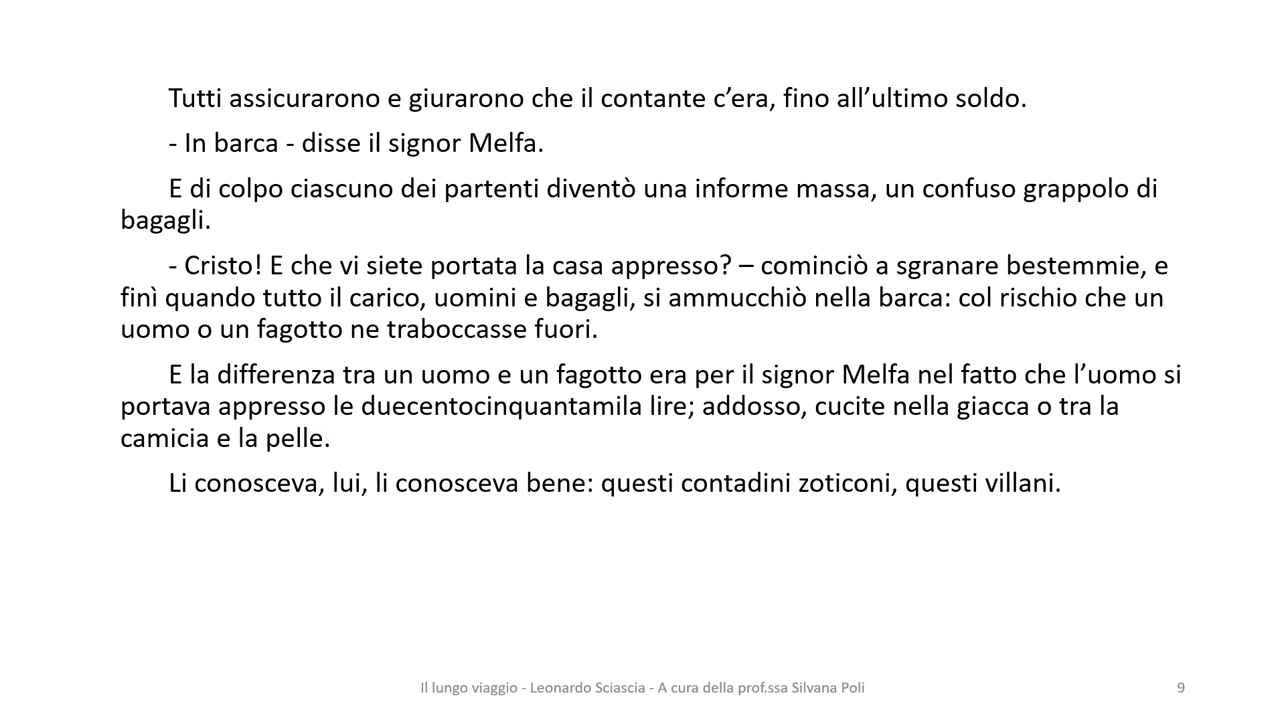 Tutti assicurarono e giurarono che il contante c’era, fino all’ultimo soldo.
- In barca - disse il signor Melfa.
E di colpo ciascuno dei partenti diventò una informe massa, un confuso grappolo di
bagagli.
- Cristo! E che vi siete portata la casa appresso? – cominciò a sgranare bestemmie, e
finì quando tutto il carico, uomini e bagagli, si ammucchiò nella barca: col rischio che un
uomo o un fagotto ne traboccasse fuori.
E la differenza tra un uomo e un fagotto era per il signor Melfa nel fatto che l’uomo si
portava appresso le duecentocinquantamila lire; addosso, cucite nella giacca o tra la
camicia e la pelle.
Li conosceva, lui, li conosceva bene: questi contadini zoticoni, questi villani.
Il lungo viaggio - Leonardo Sciascia - A cura della prof.ssa Silvana Poli
9